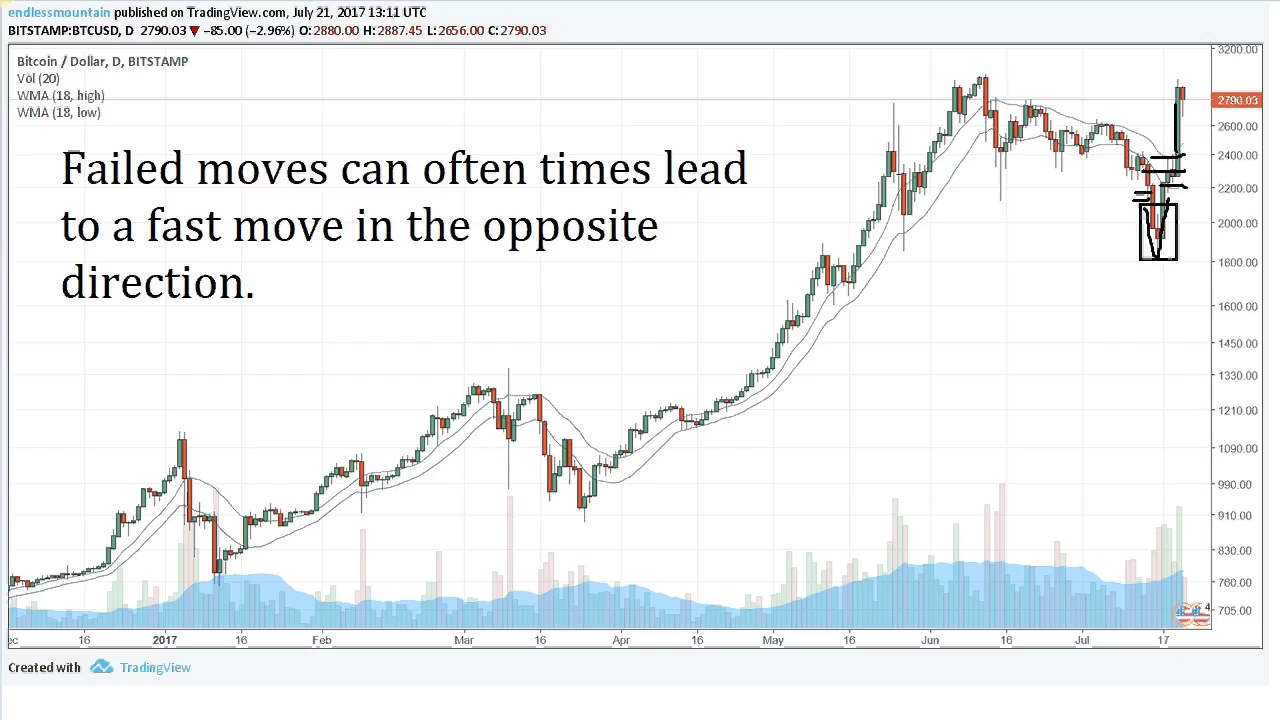 endlessmountain published on TradingView.com, July 21, 2017 13:11 UTC
BITSTAMP:BTCUSD, D 2790.03 ▼ −85.00 (−2.96%) O:2880.00 H:2887.45 L:2656.00 C:2790.03
Bitcoin / Dollar, D, BITSTAMP
Vol (20)
WMA (18, high)
WMA (18, low)
Failed moves can often times lead
to a fast move in the opposite
direction.
3200.00
2790.03
2600.00
2400.00
2200.00
2000.00
1800.00
1600.00
1450.00
1330.00
1210.00
1090.00
990.00
910.00
830.00
760.00
705.00
4
ec 16 2017 16 Feb Mar 16 Apr 16 May 16 Jun 16 Jul 17
Created with TradingView